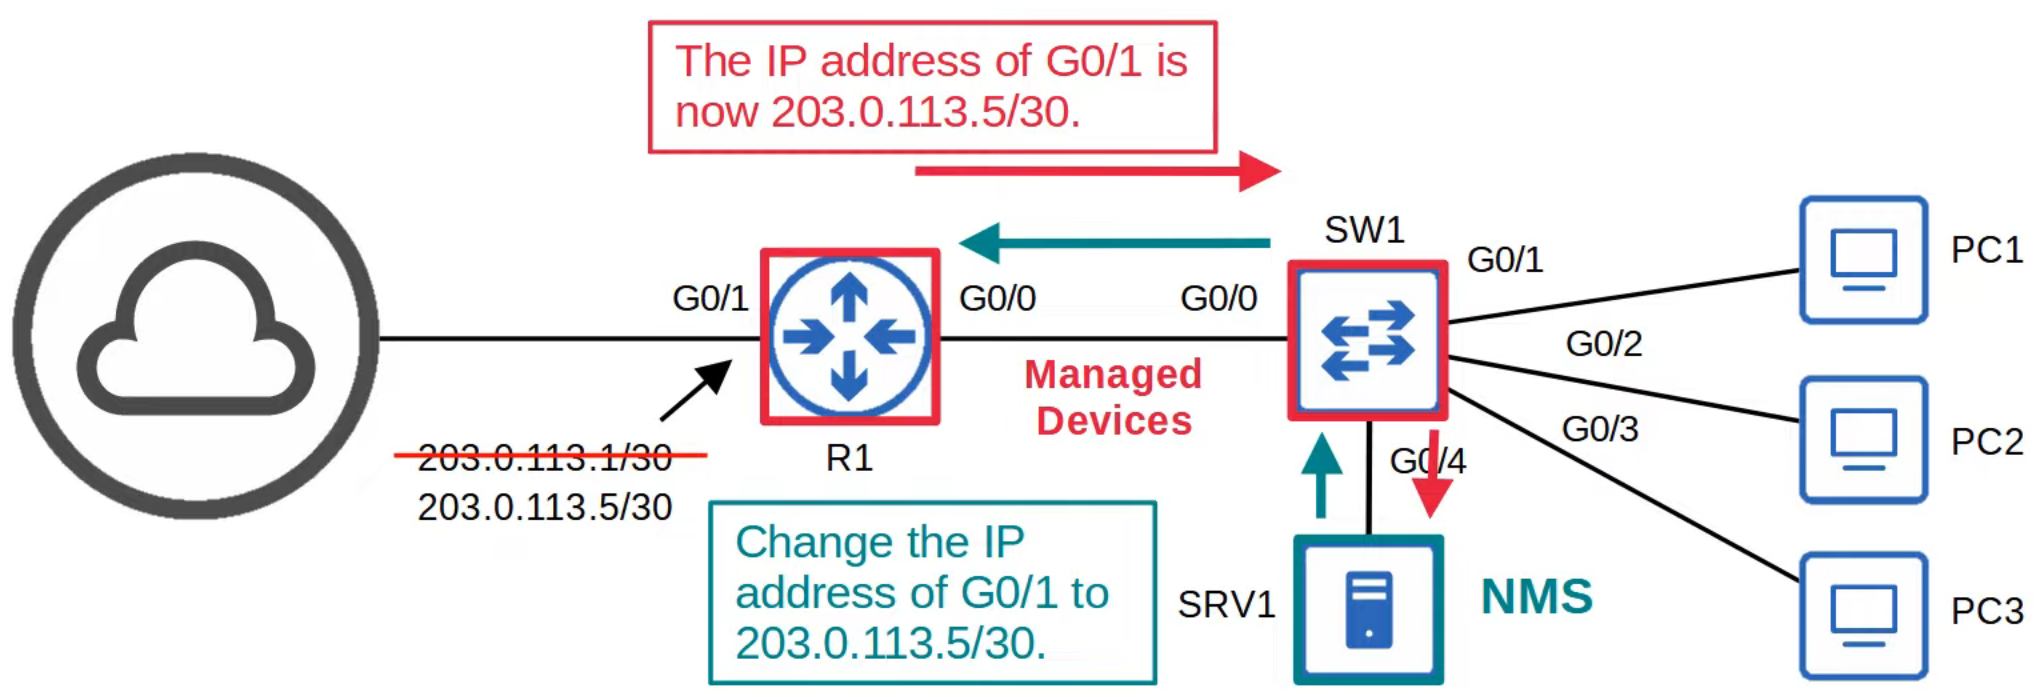 The IP address of G0/1 is
now 203.0.113.5/30.
SW1
G0/1
PC1
G0/1
G0/0
G0/0
G0/2
Managed
Devices
G0/3
PC2
203.0.113.1/30
R1
G0/4
203.0.113.5/30
Change the IP
address of G0/1 to
203.0.113.5/30.
SRV1
NMS
PC3